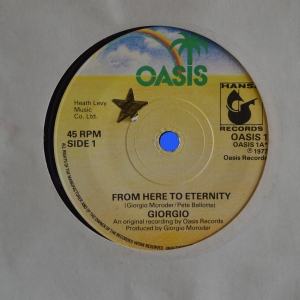 OASIS
HANSA
RECORDS
Heath Levy
Music
Co. Ltd.
OASIS 1
OASIS 1A
45 RPM
SIDE 1
Oasis Records
FROM HERE TO ETERNITY
(Giorgio Moroder/Pete Bellotte)
GIORGIO
An original recording by Oasis Records
Produced by Giorgio Moroder